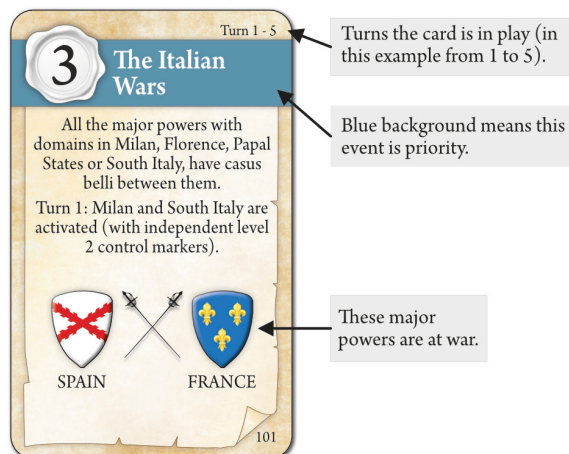 Turn 1 - 5
3
The Italian
Wars
All the major powers with
domains in Milan, Florence, Papal
States or South Italy, have casus
belli between them.
Turn 1: Milan and South Italy are
activated (with independent level
2 control markers).
SPAIN
FRANCE
101
Turns the card is in play (in
this example from 1 to 5).
Blue background means this
event is priority.
These major
powers are at war.